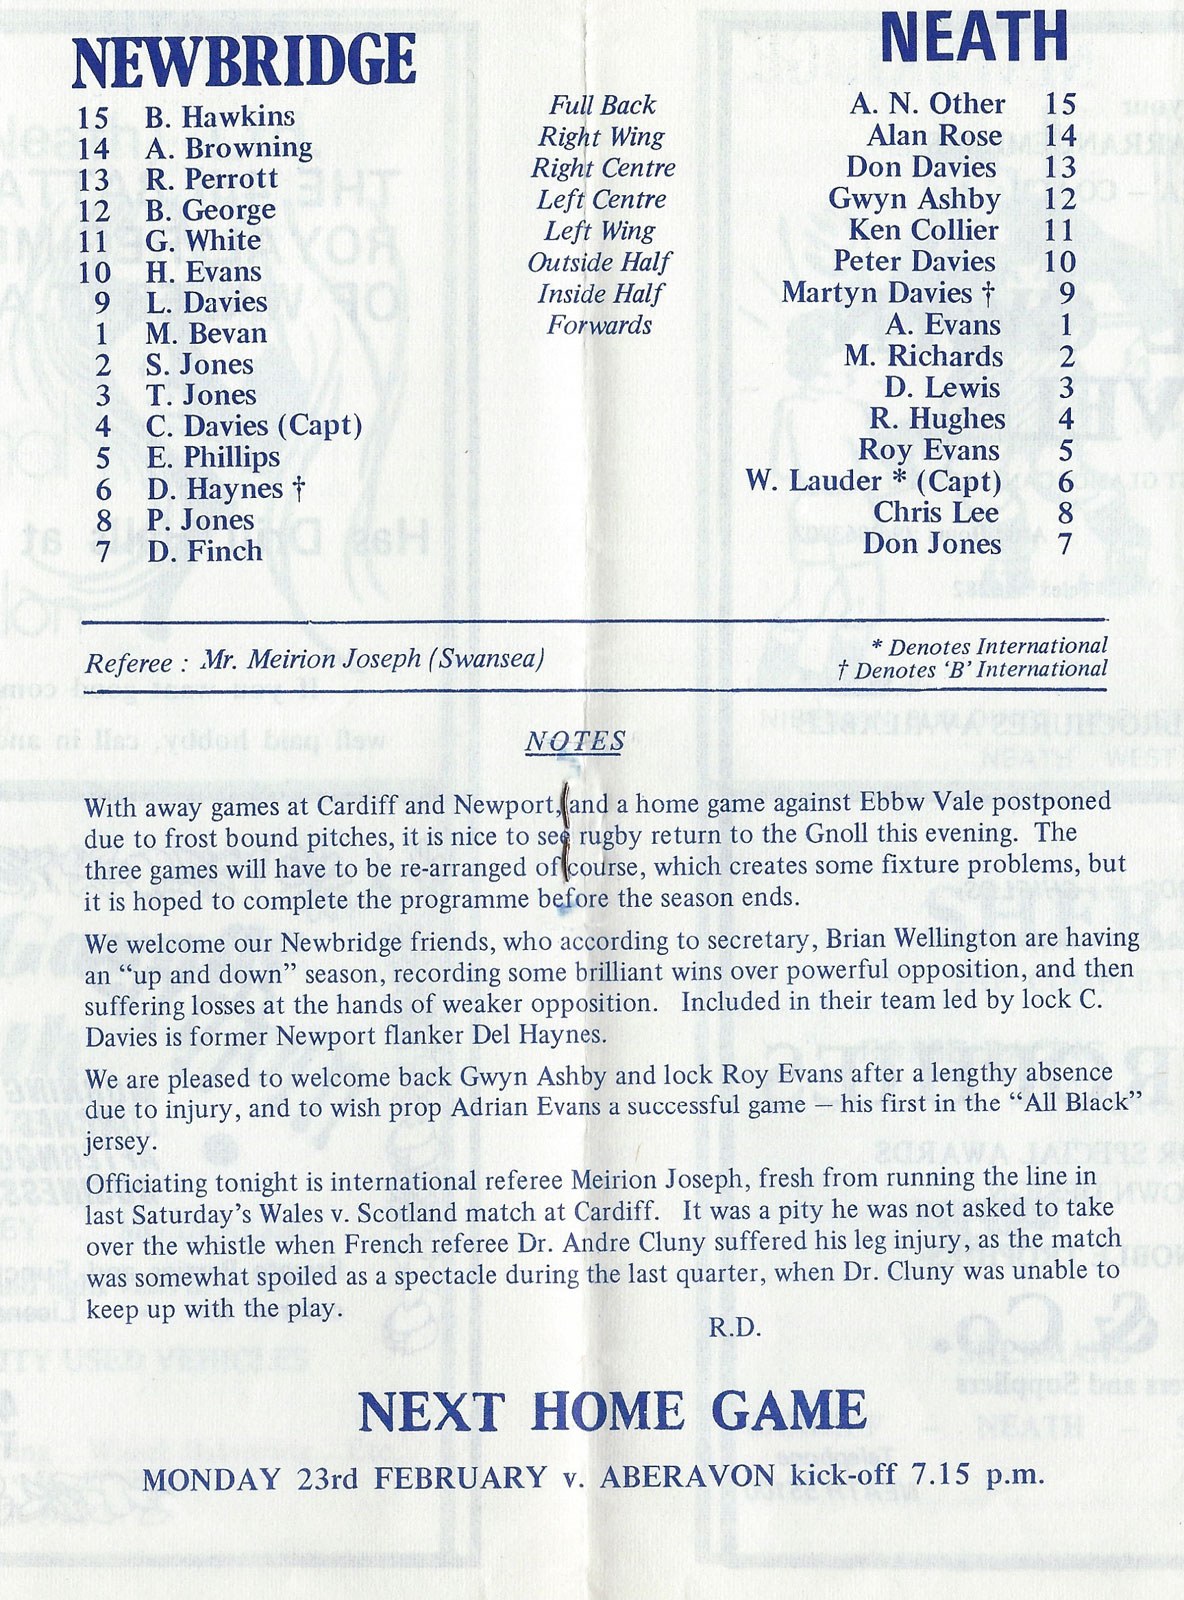 NEWBRIDGE
NEATH
15 B. Hawkins Full Back A. N. Other 15
14 A. Browning Right Wing Alan Rose 14
13 R. Perrott Right Centre Don Davies 13
12 B. George Left Centre Gwyn Ashby 12
11 G. White Left Wing Ken Collier 11
10 H. Evans Outside Half Peter Davies 10
9 L. Davies Inside Half Martyn Davies † 9
1 M. Bevan Forwards A. Evans 1
2 S. Jones M. Richards 2
3 T. Jones D. Lewis 3
4 C. Davies (Capt) R. Hughes 4
5 E. Phillips Roy Evans 5
6 D. Haynes † W. Lauder * (Capt) 6
8 P. Jones Chris Lee 8
7 D. Finch Don Jones 7
Referee : Mr. Meirion Joseph (Swansea)
* Denotes International
† Denotes ‘B’ International
NOTES
With away games at Cardiff and Newport, and a home game against Ebbw Vale postponed
due to frost bound pitches, it is nice to see rugby return to the Gnoll this evening. The
three games will have to be re-arranged of course, which creates some fixture problems, but
it is hoped to complete the programme before the season ends.
We welcome our Newbridge friends, who according to secretary, Brian Wellington are having
an “up and down” season, recording some brilliant wins over powerful opposition, and then
suffering losses at the hands of weaker opposition. Included in their team led by lock C.
Davies is former Newport flanker Del Haynes.
We are pleased to welcome back Gwyn Ashby and lock Roy Evans after a lengthy absence
due to injury, and to wish prop Adrian Evans a successful game – his first in the “All Black”
jersey.
Officiating tonight is international referee Meirion Joseph, fresh from running the line in
last Saturday’s Wales v. Scotland match at Cardiff. It was a pity he was not asked to take
over the whistle when French referee Dr. Andre Cluny suffered his leg injury, as the match
was somewhat spoiled as a spectacle during the last quarter, when Dr. Cluny was unable to
keep up with the play.
R.D.
NEXT HOME GAME
MONDAY 23rd FEBRUARY v. ABERAVON kick-off 7.15 p.m.